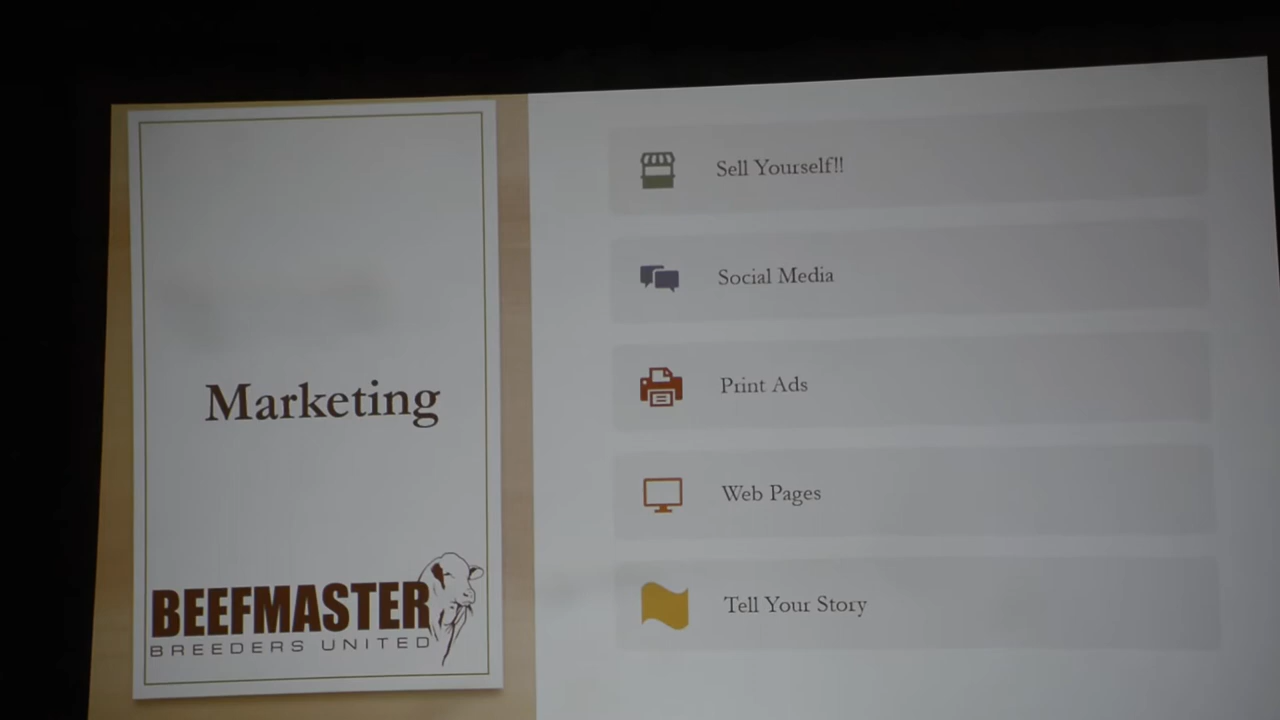 Marketing
BEEFMASTER
BREEDERS UNITED
Sell Yourself!!
Social Media
Print Ads
Web Pages
Tell Your Story